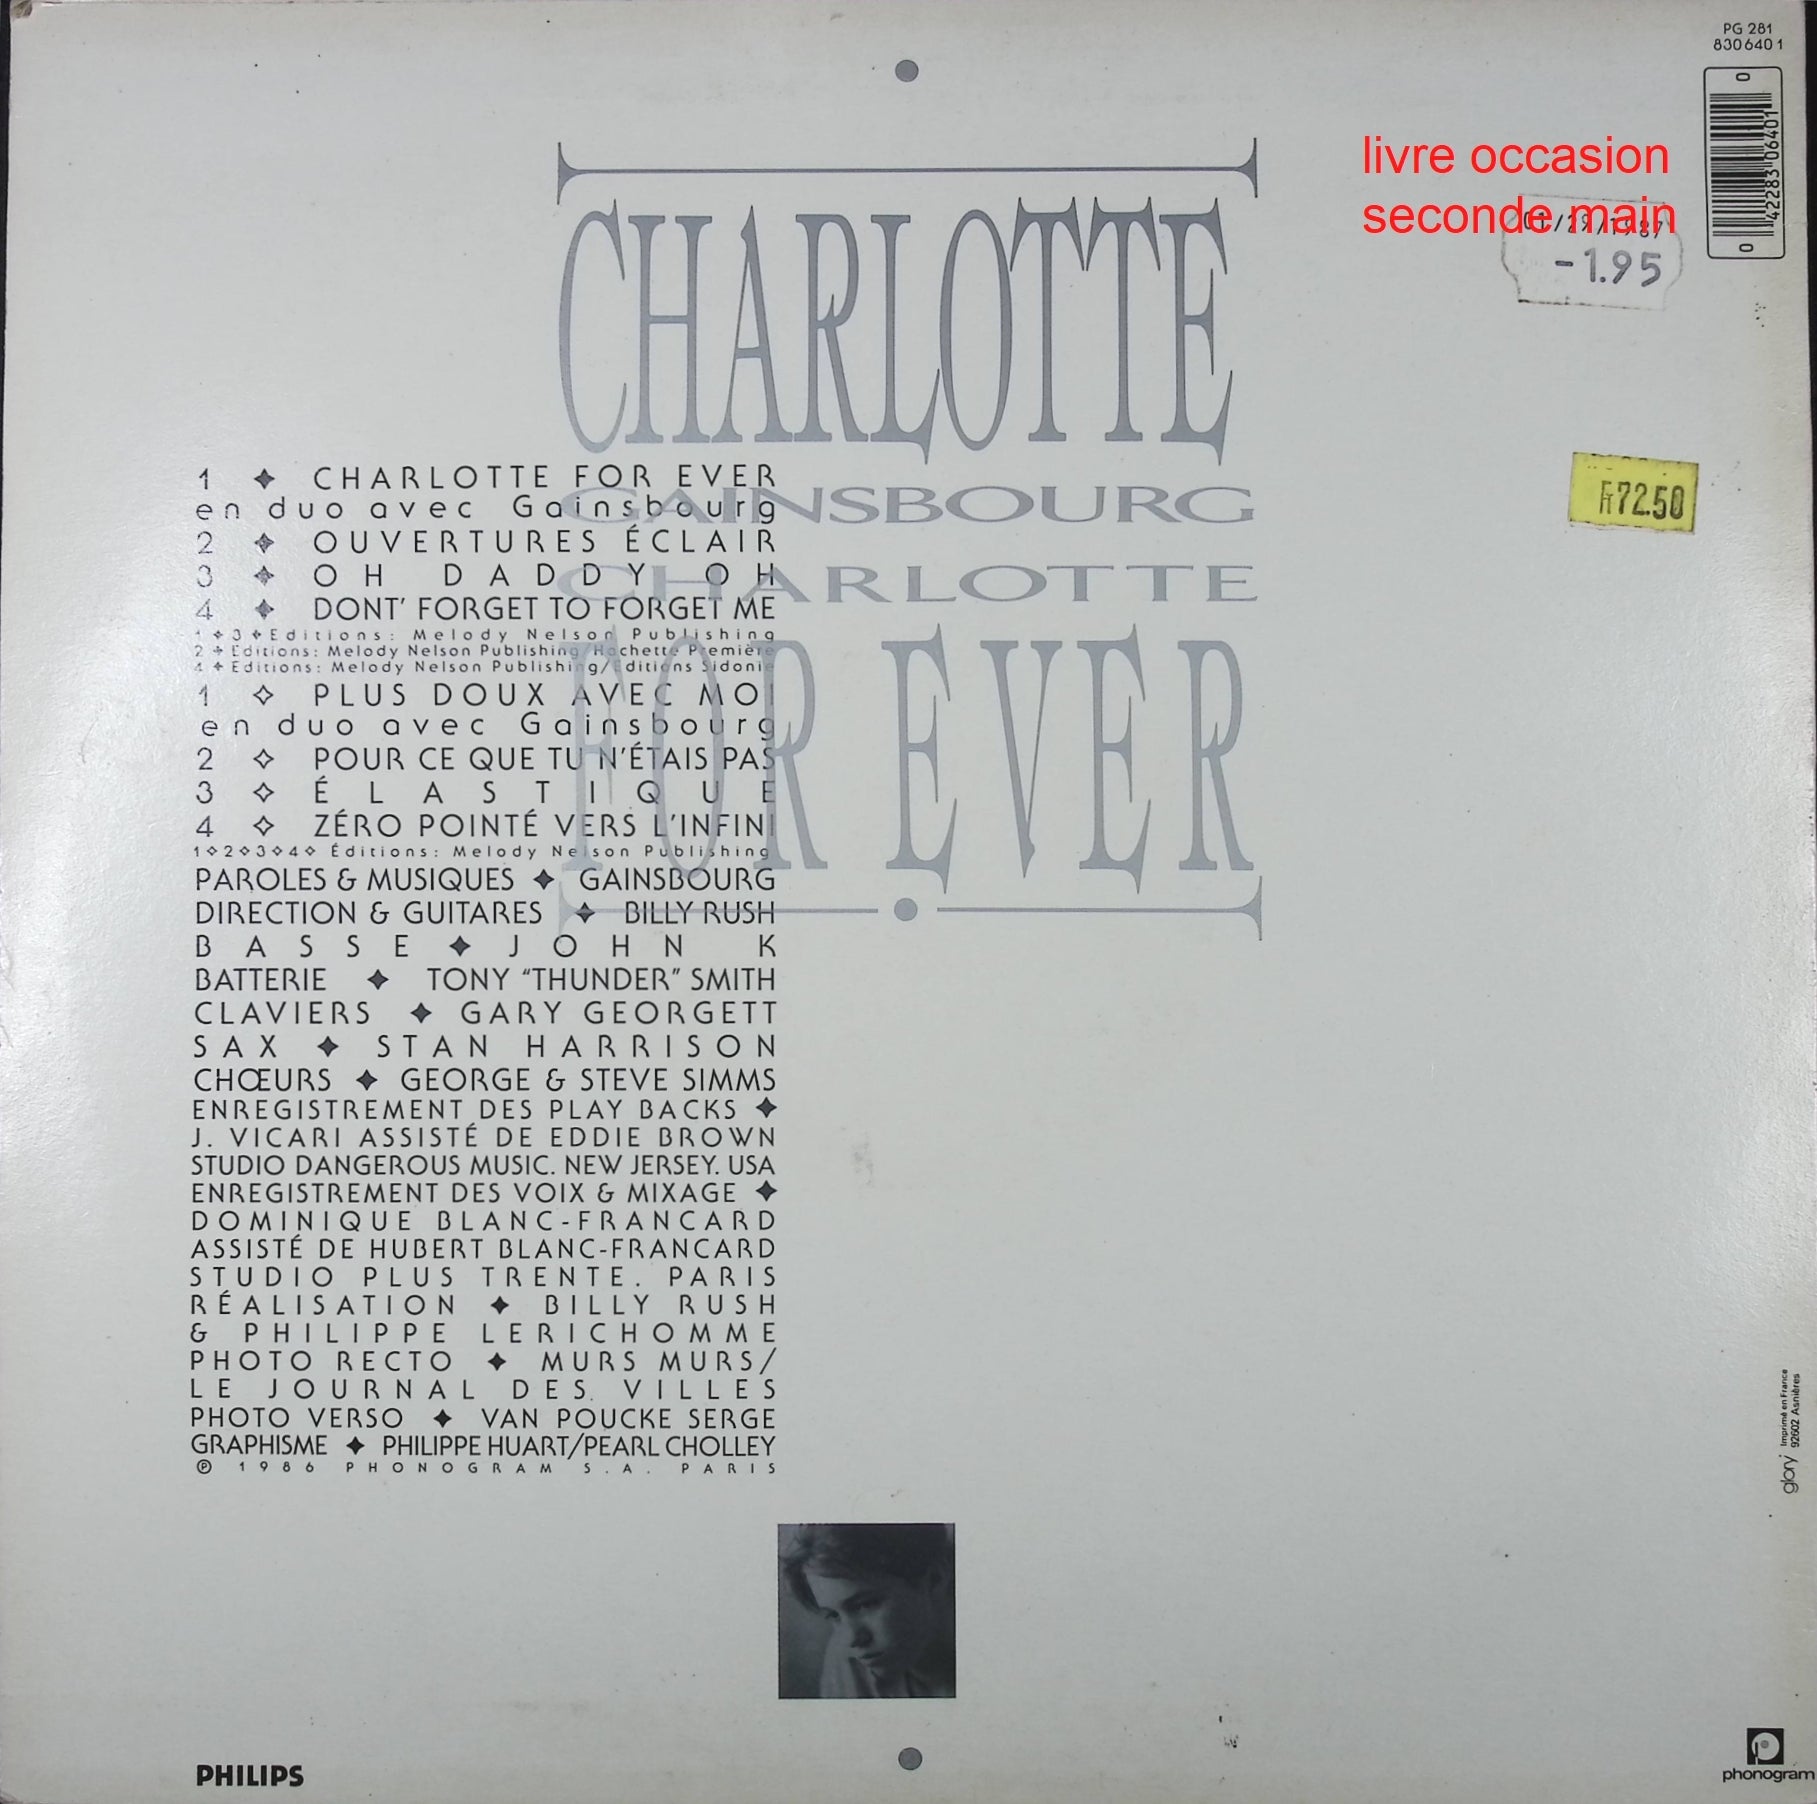 PG 281
830 640 1
0
42283 06401
0
livre occasion
seconde main
01/29/1987
-1.95
CHARLOTTE
GAINSBOURG
CHARLOTTE
FOR EVER
72.50
1 ✦ CHARLOTTE FOR EVER
en duo avec Gainsbourg
2 ✦ OUVERTURES ÉCLAIR
3 ✦ OH DADDY OH
4 ✦ DONT' FORGET TO FORGET ME
1 ✦ 3 ✦ Editions: Melody Nelson Publishing
2 ✦ Editions: Melody Nelson Publishing/Hachette Première
4 ✦ Editions: Melody Nelson Publishing/Editions Sidonie
1 ✧ PLUS DOUX AVEC MOI
en duo avec Gainsbourg
2 ✧ POUR CE QUE TU N'ÉTAIS PAS
3 ✧ ÉLASTIQUE
4 ✧ ZÉRO POINTÉ VERS L'INFINI
1✧2✧3✧4✧ Éditions: Melody Nelson Publishing
PAROLES & MUSIQUES ✦ GAINSBOURG
DIRECTION & GUITARES ✦ BILLY RUSH
BASSE ✦ JOHN K
BATTERIE ✦ TONY “THUNDER” SMITH
CLAVIERS ✦ GARY GEORGETT
SAX ✦ STAN HARRISON
CHŒURS ✦ GEORGE & STEVE SIMMS
ENREGISTREMENT DES PLAY BACKS ✦
J. VICARI ASSISTÉ DE EDDIE BROWN
STUDIO DANGEROUS MUSIC. NEW JERSEY. USA
ENREGISTREMENT DES VOIX & MIXAGE ✦
DOMINIQUE BLANC-FRANCARD
ASSISTÉ DE HUBERT BLANC-FRANCARD
STUDIO PLUS TRENTE. PARIS
RÉALISATION ✦ BILLY RUSH
& PHILIPPE LERICHOMME
PHOTO RECTO ✦ MURS MURS/
LE JOURNAL DES VILLES
PHOTO VERSO ✦ VAN POUCKE SERGE
GRAPHISME ✦ PHILIPPE HUART/PEARL CHOLLEY
℗ 1986 PHONOGRAM S.A. PARIS
glory
Imprimé en France
92602 Asnières
PHILIPS
phonogram